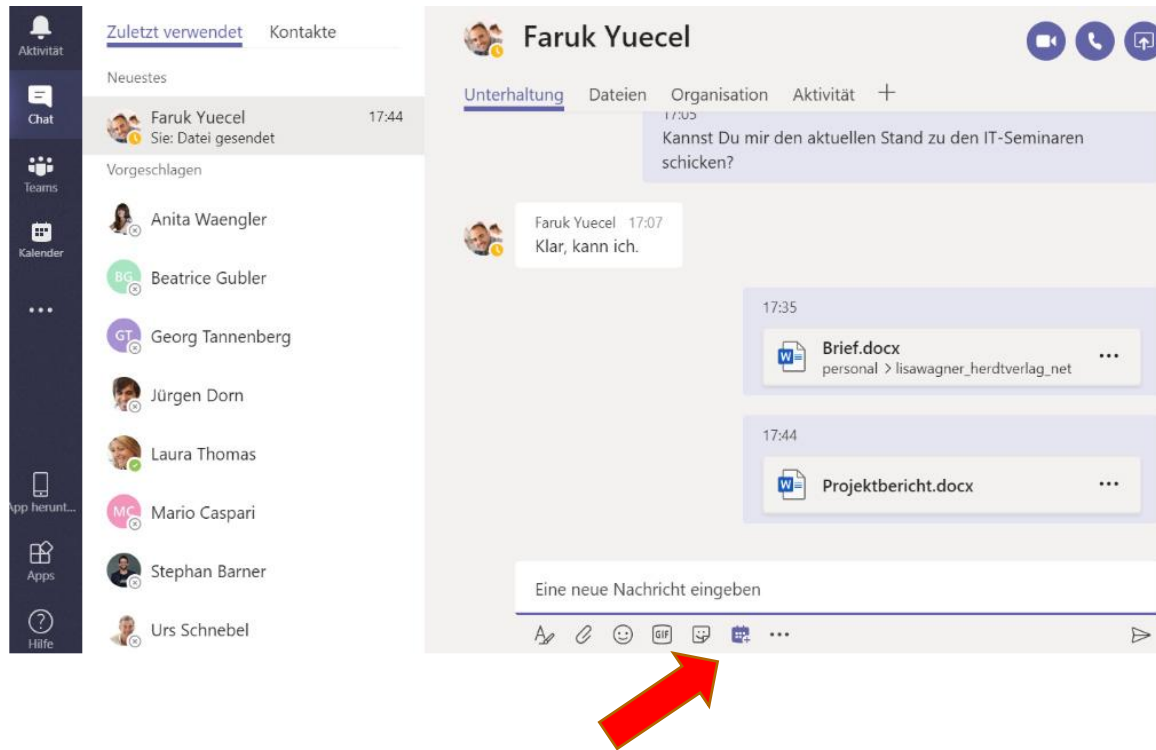 Aktivität
Chat
Teams
Kalender
App herunt...
Apps
Hilfe
Zuletzt verwendet Kontakte
Neuestes
Faruk Yuecel 17:44
Sie: Datei gesendet
Vorgeschlagen
Anita Waengler
BG Beatrice Gubler
GT Georg Tannenberg
Jürgen Dorn
Laura Thomas
MC Mario Caspari
Stephan Barner
Urs Schnebel
Faruk Yuecel
Unterhaltung Dateien Organisation Aktivität
17:05
Kannst Du mir den aktuellen Stand zu den IT-Seminaren
schicken?
Faruk Yuecel 17:07
Klar, kann ich.
17:35
Brief.docx
personal > lisawagner_herdtverlag_net
17:44
Projektbericht.docx
Eine neue Nachricht eingeben
GIF